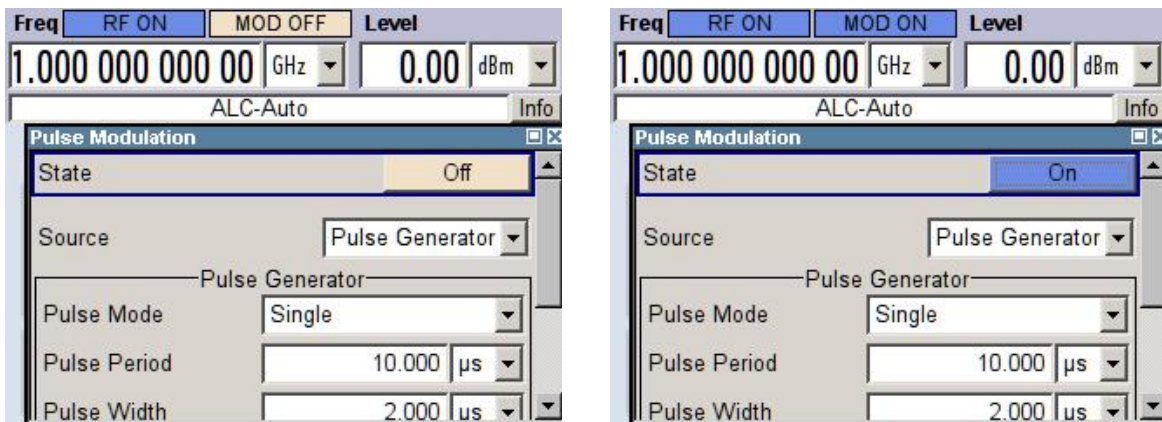 Freq RF ON MOD OFF Level
1.000 000 000 00 GHz 0.00 dBm
ALC-Auto Info
Pulse Modulation
State Off
Source Pulse Generator
Pulse Generator
Pulse Mode Single
Pulse Period 10.000 µs
Pulse Width 2.000 µs
Freq RF ON MOD ON Level
1.000 000 000 00 GHz 0.00 dBm
ALC-Auto Info
Pulse Modulation
State On
Source Pulse Generator
Pulse Generator
Pulse Mode Single
Pulse Period 10.000 µs
Pulse Width 2.000 µs